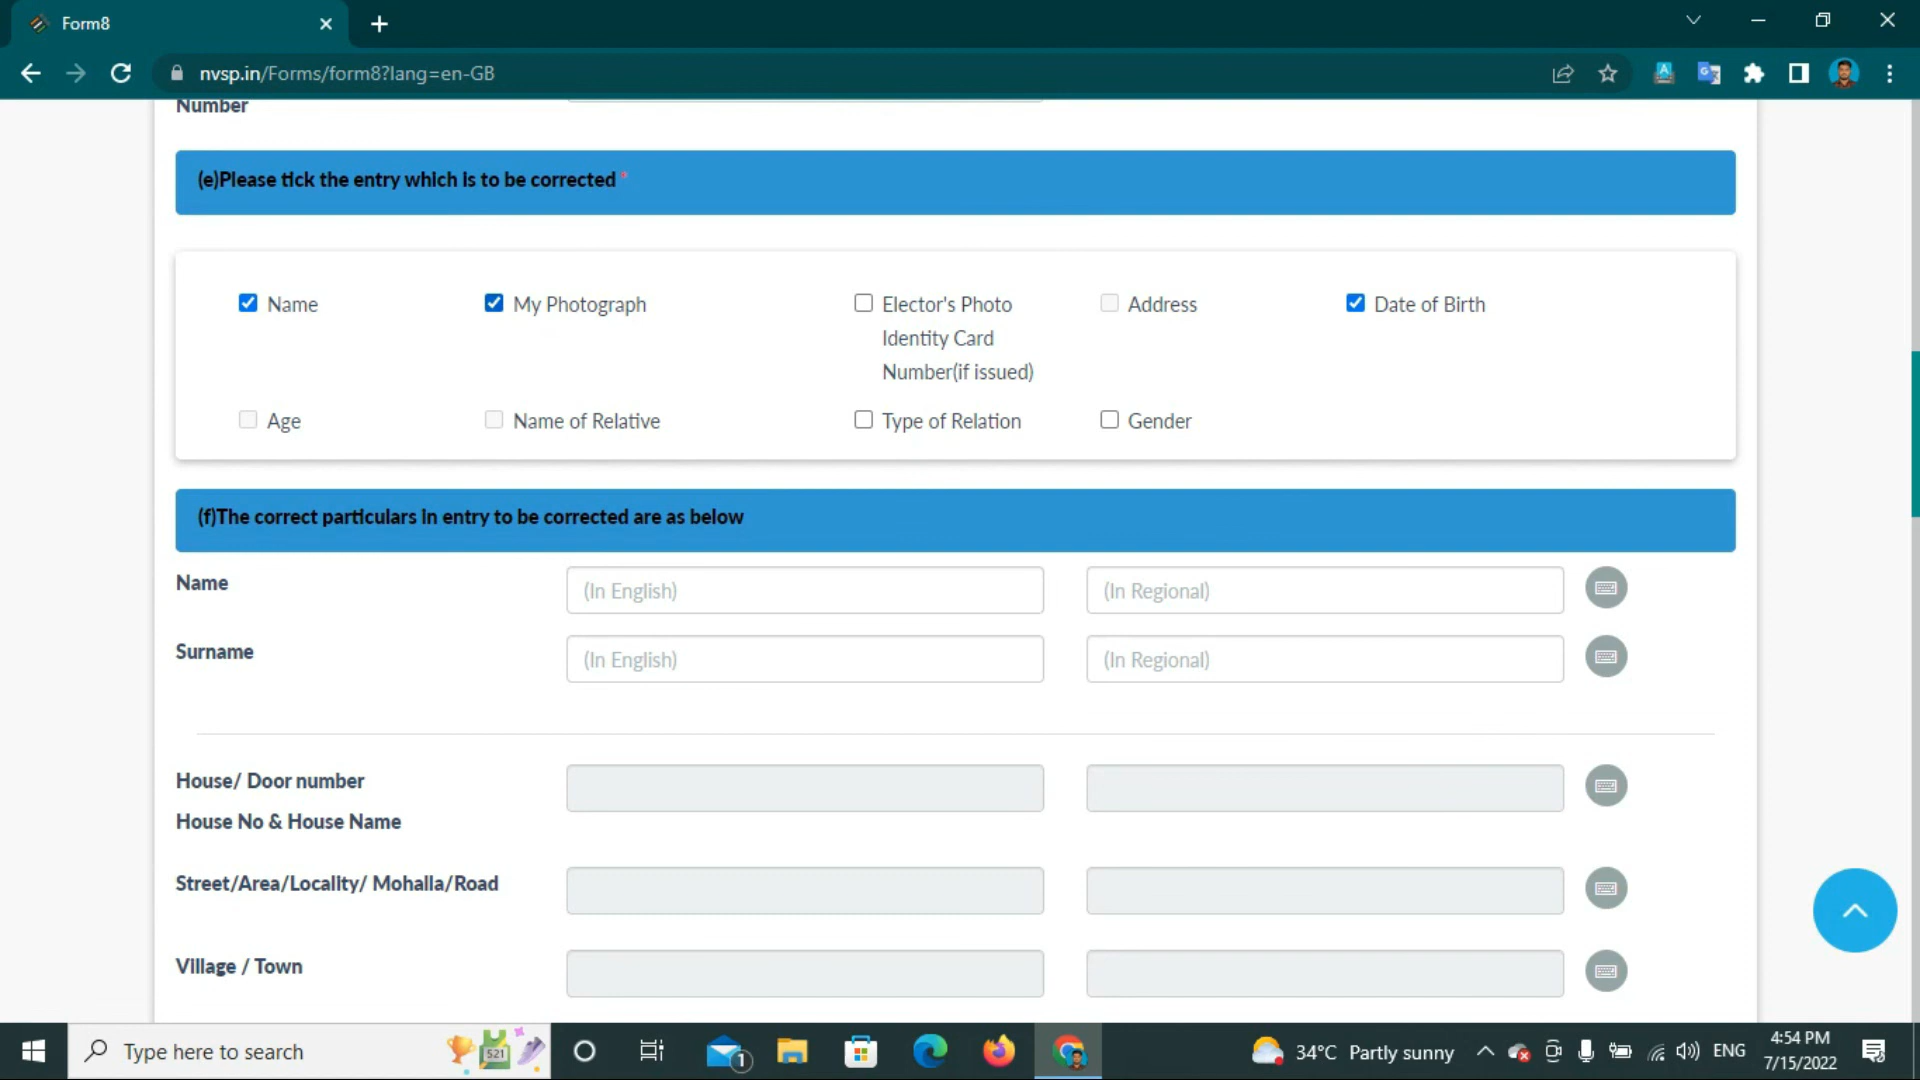 Form8
nvsp.in/Forms/form8?lang=en-GB
Number
(e)Please tick the entry which is to be corrected *
Name
My Photograph
Elector's Photo
Identity Card
Number(if issued)
Address
Date of Birth
Age
Name of Relative
Type of Relation
Gender
(f)The correct particulars in entry to be corrected are as below
Name (In English) (In Regional)
Surname (In English) (In Regional)
House/ Door number
House No & House Name
Street/Area/Locality/ Mohalla/Road
Village / Town
Type here to search
521
1
34°C Partly sunny
ENG
4:54 PM
7/15/2022